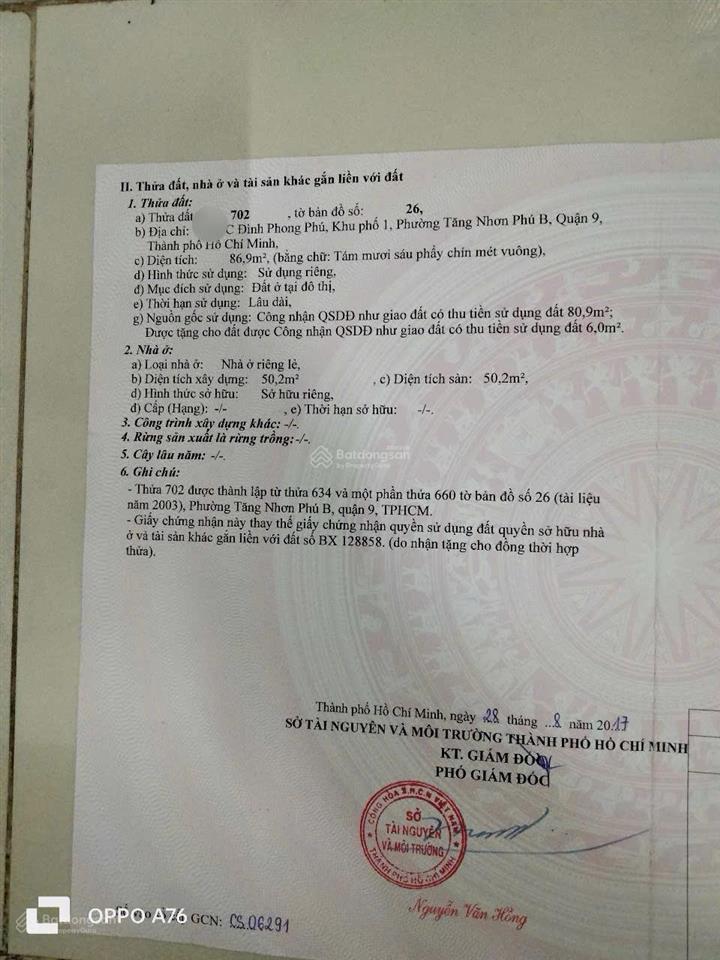 II. Thửa đất, nhà ở và tài sản khác gắn liền với đất
1. Thửa đất:
a) Thửa đất 702 , tờ bản đồ số: 26,
b) Địa chỉ: C Đình Phong Phú, Khu phố 1, Phường Tăng Nhơn Phú B, Quận 9,
Thành phố Hồ Chí Minh,
c) Diện tích: 86,9m², (bằng chữ: Tám mươi sáu phẩy chín mét vuông),
d) Hình thức sử dụng: Sử dụng riêng,
đ) Mục đích sử dụng: Đất ở tại đô thị,
e) Thời hạn sử dụng: Lâu dài,
g) Nguồn gốc sử dụng: Công nhận QSDĐ như giao đất có thu tiền sử dụng đất 80,9m²;
Được tặng cho đất được Công nhận QSDĐ như giao đất có thu tiền sử dụng đất 6,0m².
2. Nhà ở:
a) Loại nhà ở: Nhà ở riêng lẻ,
b) Diện tích xây dựng: 50,2m² , c) Diện tích sàn: 50,2m²,
d) Hình thức sở hữu: Sở hữu riêng,
đ) Cấp (Hạng): -/- , e) Thời hạn sở hữu: -/-.
3. Công trình xây dựng khác: -/-.
4. Rừng sản xuất là rừng trồng:-/-.
5. Cây lâu năm: -/-.
6. Ghi chú:
Batdongsan
by PropertyGuru
- Thửa 702 được thành lập từ thửa 634 và một phần thửa 660 tờ bản đồ số 26 (tài liệu
năm 2003), Phường Tăng Nhơn Phú B, quận 9, TPHCM.
- Giấy chứng nhận này thay thế giấy chứng nhận quyền sử dụng đất quyền sở hữu nhà
ở và tài sản khác gắn liền với đất số BX 128858. (do nhận tặng cho đồng thời hợp
thửa).
Thành phố Hồ Chí Minh, ngày 28 tháng ..8 năm 2017
SỞ TÀI NGUYÊN VÀ MÔI TRƯỜNG THÀNH PHỐ HỒ CHÍ MINH
KT. GIÁM ĐỐC
PHÓ GIÁM ĐỐC
CỘNG HÒA X.H.C.N VIỆT NAM
SỞ
TÀI NGUYÊN
VÀ MÔI TRƯỜNG
THÀNH PHỐ HỒ CHÍ MINH
Nguyễn Văn Hồng
GCN: CS 06291
OPPO A76